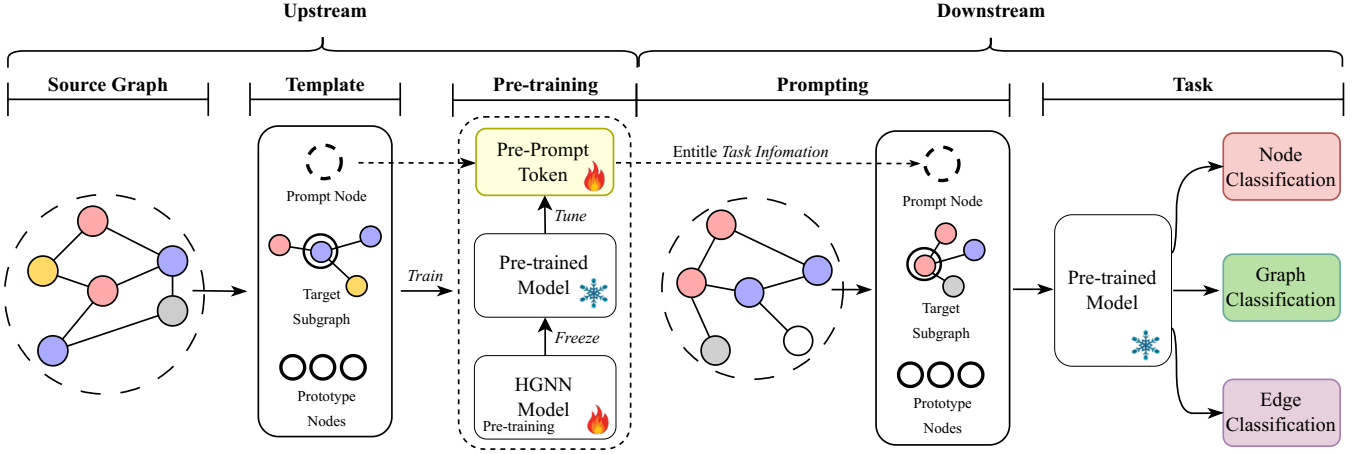 Upstream
Downstream
Source Graph
Template
Pre-training
Prompting
Task
Prompt Node
Target
Subgraph
Prototype
Nodes
Train
Pre-Prompt
Token
Tune
Pre-trained
Model
Freeze
HGNN
Model
Pre-training
Entitle Task Infomation
Prompt Node
Target
Subgraph
Prototype
Nodes
Pre-trained
Model
Node
Classification
Graph
Classification
Edge
Classification